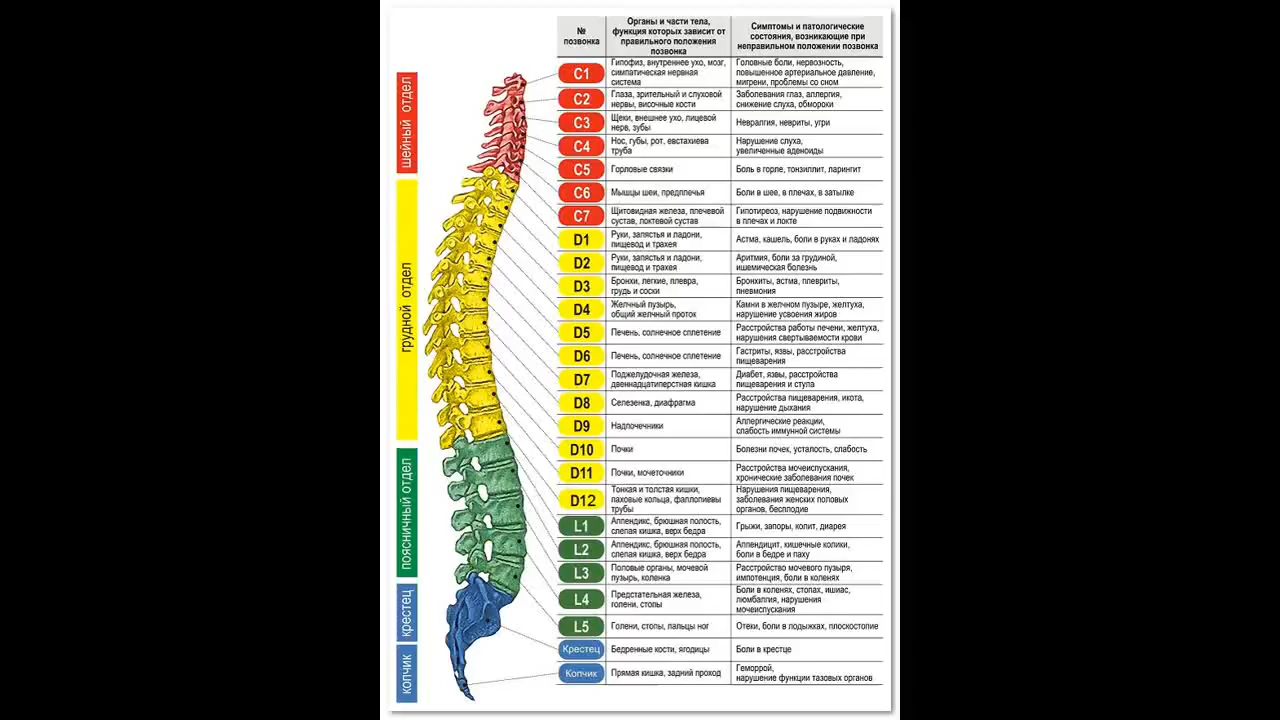 №
позвонка
Органы и части тела,
функция которых зависит от
правильного положения
позвонка
Симптомы и патологические
состояния, возникающие при
неправильном положении позвонка
шейный отдел
грудной отдел
поясничный отдел
крестец
копчик
C1
Гипофиз, внутреннее ухо, мозг,
симпатическая нервная
система
Головные боли, нервозность,
повышенное артериальное давление,
мигрени, проблемы со сном
C2
Глаза, зрительный и слуховой
нервы, височные кости
Заболевания глаз, аллергия,
снижение слуха, обмороки
C3
Щеки, внешнее ухо, лицевой
нерв, зубы
Невралгия, невриты, угри
C4
Нос, губы, рот, евстахиева
труба
Нарушение слуха,
увеличенные аденоиды
C5
Горловые связки
Боль в горле, тонзиллит, ларингит
C6
Мышцы шеи, предплечья
Боли в шее, в плечах, в затылке
C7
Щитовидная железа, плечевой
сустав, локтевой сустав
Гипотиреоз, нарушение подвижности
в плечах и локте
D1
Руки, запястья и ладони,
пищевод и трахея
Астма, кашель, боли в руках и ладонях
D2
Руки, запястья и ладони,
пищевод и трахея
Аритмия, боли за грудиной,
ишемическая болезнь
D3
Бронхи, легкие, плевра,
грудь и соски
Бронхиты, астма, плевриты,
пневмония
D4
Желчный пузырь,
общий желчный проток
Камни в желчном пузыре, желтуха,
нарушение усвоения жиров
D5
Печень, солнечное сплетение
Расстройства работы печени, желтуха,
нарушения свертываемости крови
D6
Печень, солнечное сплетение
Гастриты, язвы, расстройства
пищеварения
D7
Поджелудочная железа,
двеннадцатиперстная кишка
Диабет, язвы, расстройства
пищеварения и стула
D8
Селезенка, диафрагма
Расстройства пищеварения, икота,
нарушение дыхания
D9
Надпочечники
Аллергические реакции,
слабость иммунной системы
D10
Почки
Болезни почек, усталость, слабость
D11
Почки, мочеточники
Расстройства мочеиспускания,
хронические заболевания почек
D12
Тонкая и толстая кишки,
паховые кольца, фаллопиевы
трубы
Нарушения пищеварения,
заболевания женских половых
органов, бесплодие
L1
Аппендикс, брюшная полость,
слепая кишка, верх бедра
Грыжи, запоры, колит, диарея
L2
Аппендикс, брюшная полость,
слепая кишка, верх бедра
Аппендицит, кишечные колики,
боли в бедре и паху
L3
Половые органы, мочевой
пузырь, коленка
Расстройство мочевого пузыря,
импотенция, боли в коленях
L4
Предстательная железа,
голени, стопы
Боли в коленях, стопах, ишиас,
люмбалгия, нарушения
мочеиспускания
L5
Голени, стопы, пальцы ног
Отеки, боли в лодыжках, плоскостопие
Крестец
Бедренные кости, ягодицы
Боли в крестце
Копчик
Прямая кишка, задний проход
Геморрой,
нарушение функции тазовых органов